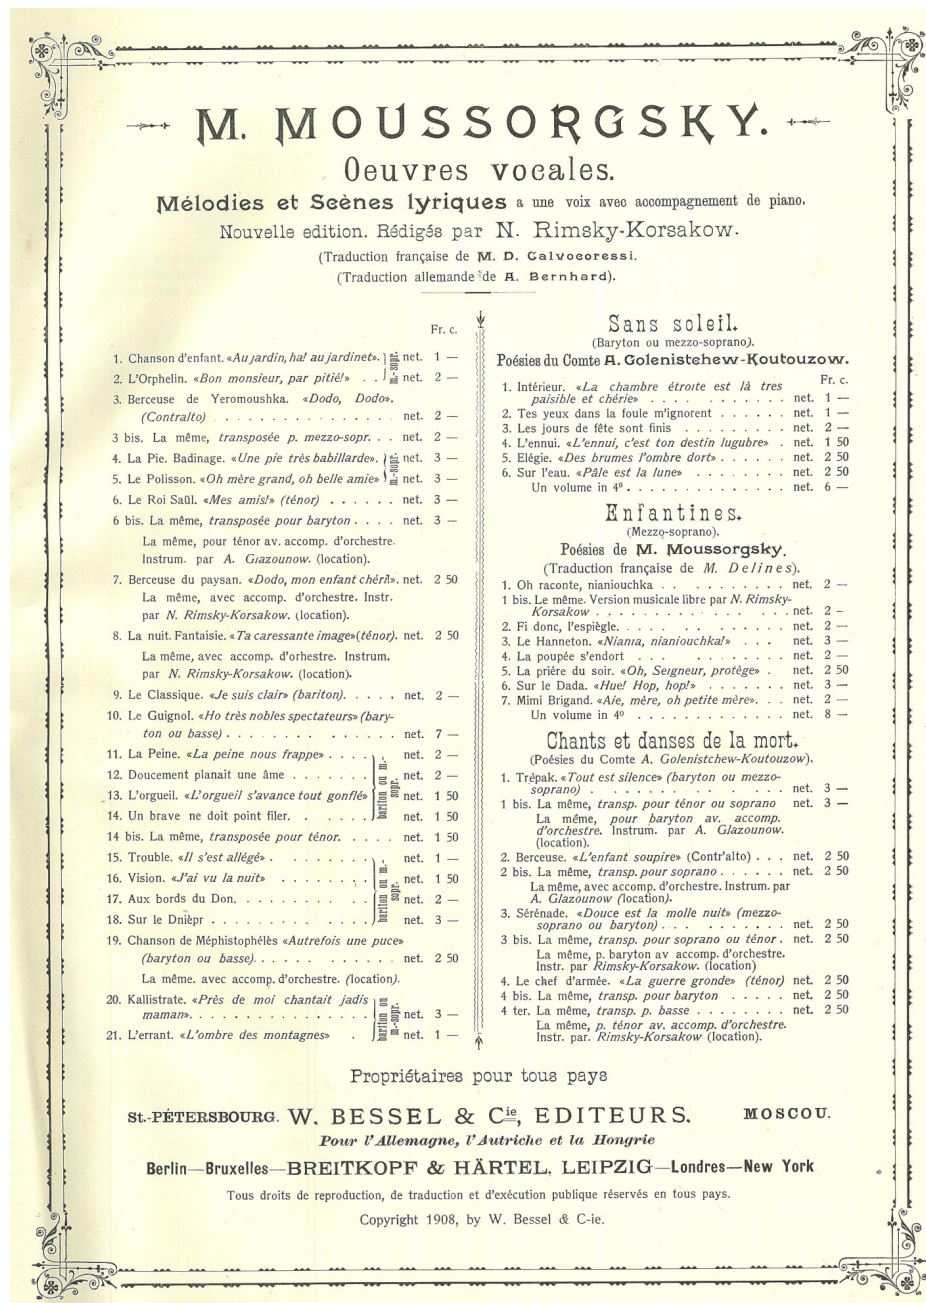 M. MOUSSORGSKY.
Oeuvres vocales.
Mélodies et Scènes lyriques a une voix avec accompagnement de piano.
Nouvelle edition. Rédigés par N. Rimsky-Korsakow.
(Traduction française de M. D. Calvocoressi.
(Traduction allemande de A. Bernhard).
Fr. c.
1. Chanson d'enfant. «Au jardin, ha! au jardinet». m.-sopr. net. 1 —
2. L'Orphelin. «Bon monsieur, par pitié!» . . net. 2 —
3. Berceuse de Yeromoushka. «Dodo, Dodo».
(Contralto) . . . . . . . . . . . . . . . net. 2 —
3 bis. La même, transposée p. mezzo-sopr. . . net. 2 —
4. La Pie. Badinage. «Une pie très babillarde». m.-sopr. net. 3 —
5. Le Polisson. «Oh mère grand, oh belle amie» net. 3 —
6. Le Roi Saül. «Mes amis!» (ténor) . . . . . . net. 3 —
6 bis. La même, transposée pour baryton . . . . net. 3 —
La même, pour ténor av. accomp. d'orchestre.
Instrum. par A. Glazounow. (location).
7. Berceuse du paysan. «Dodo, mon enfant chéri!». net. 2 50
La même, avec accomp. d'orchestre. Instr.
par N. Rimsky-Korsakow. (location).
8. La nuit. Fantaisie. «Ta caressante image» (ténor). net. 2 50
La même, avec accomp. d'orhestre. Instrum.
par N. Rimsky-Korsakow. (location).
9. Le Classique. «Je suis clair» (bariton). . . . . net. 2 —
10. Le Guignol. «Ho très nobles spectateurs» (bary-
ton ou basse) . . . . . . . . . . . . . . net. 7 —
11. La Peine. «La peine nous frappe» . . . . bariton ou m.-sopr. net. 2 —
12. Doucement planait une âme . . . . . . . net. 2 —
13. L'orgueil. «L'orgueil s'avance tout gonflé» net. 1 50
14. Un brave ne doit point filer. . . . . . net. 1 50
14 bis. La même, transposée pour ténor. . . . . net. 1 50
15. Trouble. «Il s'est allégé» . . . . . . . . bariton ou m.-sopr. net. 1 —
16. Vision. «J'ai vu la nuit» . . . . . . . . net. 1 50
17. Aux bords du Don. . . . . . . . . . . . net. 2 —
18. Sur le Dnièpr . . . . . . . . . . . . . net. 3 —
19. Chanson de Méphistophélès «Autrefois une puce»
(baryton ou basse). . . . . . . . . . . . net. 2 50
La même. avec accomp. d'orchestre. (location).
20. Kallistrate. «Près de moi chantait jadis
maman». . . . . . . . . . . . . . . . . bariton ou m.-sopr. net. 3 —
21. L'errant. «L'ombre des montagnes» . net. 1 —
Sans soleil.
(Baryton ou mezzo-soprano).
Poésies du Comte A. Golenistchew-Koutouzow.
Fr. c.
1. Intérieur. «La chambre étroite est là tres
paisible et chérie» . . . . . . . . . . net. 1 —
2. Tes yeux dans la foule m'ignorent . . . . . . net. 1 —
3. Les jours de fête sont finis . . . . . . . . . net. 2 —
4. L'ennui. «L'ennui, c'est ton destin lugubre» . net. 1 50
5. Elégie. «Des brumes l'ombre dort» . . . . . . net. 2 50
6. Sur l'eau. «Pâle est la lune» . . . . . . . . net. 2 50
Un volume in 4º . . . . . . . . . . . . . . net. 6 —
Enfantines.
(Mezzo-soprano).
Poésies de M. Moussorgsky.
(Traduction française de M. Delines).
1. Oh raconte, nianiouchka . . . . . . . . . . net. 2 —
1 bis. Le même. Version musicale libre par N. Rimsky-
Korsakow . . . . . . . . . . . . . . . . net. 2 –
2. Fi donc, l'espiègle. . . . . . . . . . . . . net. 2 —
3. Le Hanneton. «Niania, nianiouchka!» . . . net. 3 —
4. La poupée s'endort . . . . . . . . . . . net. 2 —
5. La priére du soir. «Oh, Seigneur, protège» . net. 2 50
6. Sur le Dada. «Hue! Hop, hop!» . . . . . . . net. 3 —
7. Mimi Brigand. «Aie, mère, oh petite mère». . . net. 2 —
Un volume in 4º . . . . . . . . . . . . . net. 8 —
Chants et danses de la mort.
(Poésies du Comte A. Golenistchew-Koutouzow).
1. Trépak. «Tout est silence» (baryton ou mezzo-
soprano) . . . . . . . . . . . . . . . net. 3 —
1 bis. La même, transp. pour ténor ou soprano net. 3 —
La même, pour baryton av. accomp.
d'orchestre. Instrum. par A. Glazounow.
(location).
2. Berceuse. «L'enfant soupire» (Contr'alto) . . . net. 2 50
2 bis. La même, transp. pour soprano . . . . . . net. 2 50
La même, avec accomp. d'orchestre. Instrum. par
A. Glazounow (location).
3. Sérénade. «Douce est la molle nuit» (mezzo-
soprano ou baryton) . . . . . . . . . . net. 2 50
3 bis. La même, transp. pour soprano ou ténor . net. 2 50
La même, p. baryton av accomp. d'orchestre.
Instr. par Rimsky-Korsakow. (location)
4. Le chef d'armée. «La guerre gronde» (ténor) net. 2 50
4 bis. La même, transp. pour baryton . . . . . net. 2 50
4 ter. La même, transp. p. basse . . . . . . . . net. 2 50
La même, p. ténor av. accomp. d'orchestre.
Instr. par. Rimsky-Korsakow (location).
Propriétaires pour tous pays
St.-PÉTERSBOURG. W. BESSEL & Cie, EDITEURS. MOSCOU.
Pour l'Allemagne, l'Autriche et la Hongrie
Berlin—Bruxelles—BREITKOPF & HÄRTEL, LEIPZIG—Londres—New York
Tous droits de reproduction, de traduction et d'exécution publique réservés en tous pays.
Copyright 1908, by W. Bessel & C-ie.